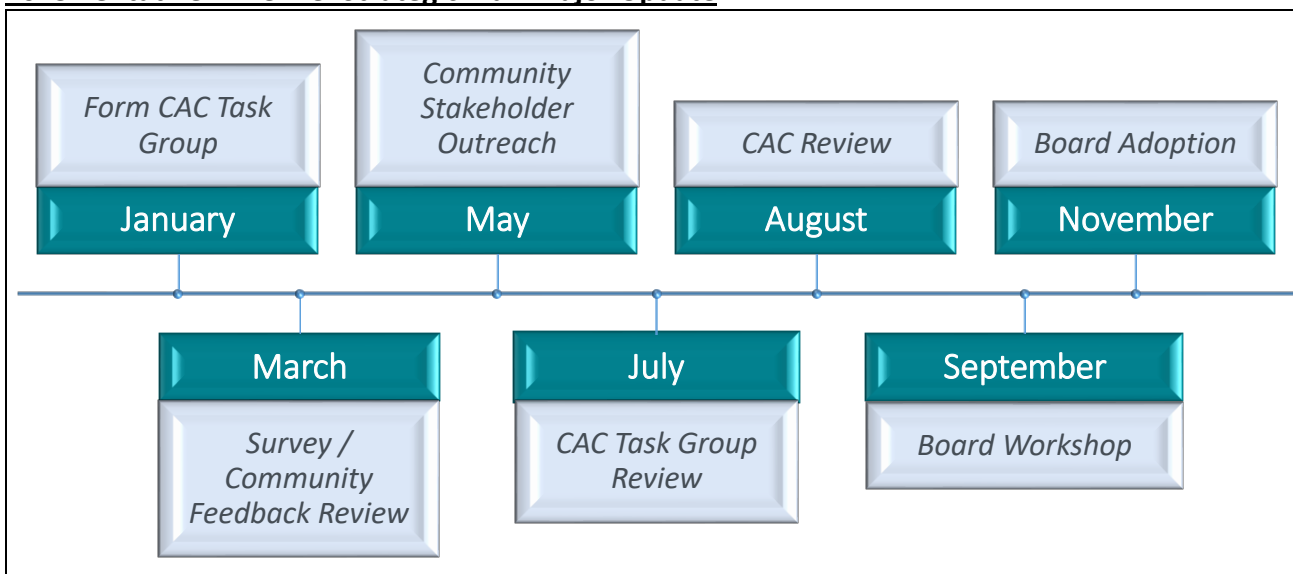 Form CAC Task
Group
January
Community
Stakeholder
Outreach
May
CAC Review
August
Board Adoption
November
March
Survey /
Community
Feedback Review
July
CAC Task Group
Review
September
Board Workshop